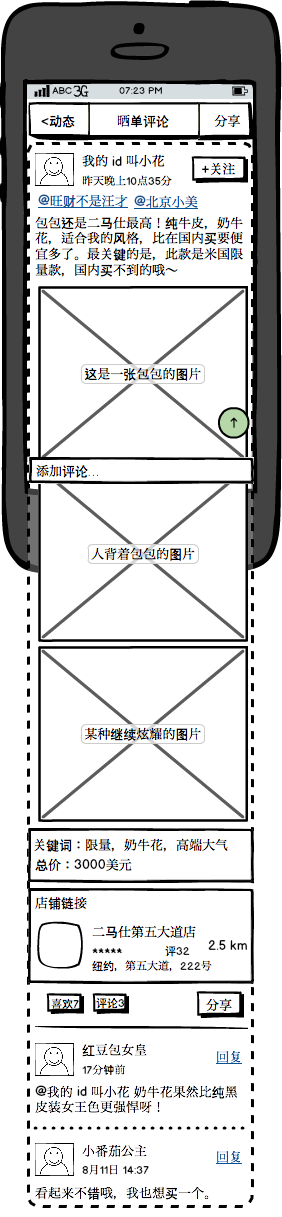 ABC 3G 07:23 PM
<动态 晒单评论 分享
我的 id 叫小花
昨天晚上10点35分
+关注
@旺财不是汪才 @北京小美
包包还是二马仕最高！纯牛皮，奶牛
花，适合我的风格，比在国内买要便
宜多了。最关键的是，此款是米国限
量款，国内买不到的哦～
这是一张包包的图片
↑
添加评论...
人背着包包的图片
某种继续炫耀的图片
关键词：限量，奶牛花，高端大气
总价：3000美元
店铺链接
二马仕第五大道店
***** 评32 2.5 km
纽约，第五大道，222号
喜欢7 评论3 分享
红豆包女皇
17分钟前
回复
@我的 id 叫小花 奶牛花果然比纯黑
皮装女王色更强悍呀！
小番茄公主
8月11日 14:37
回复
看起来不错哦，我也想买一个。